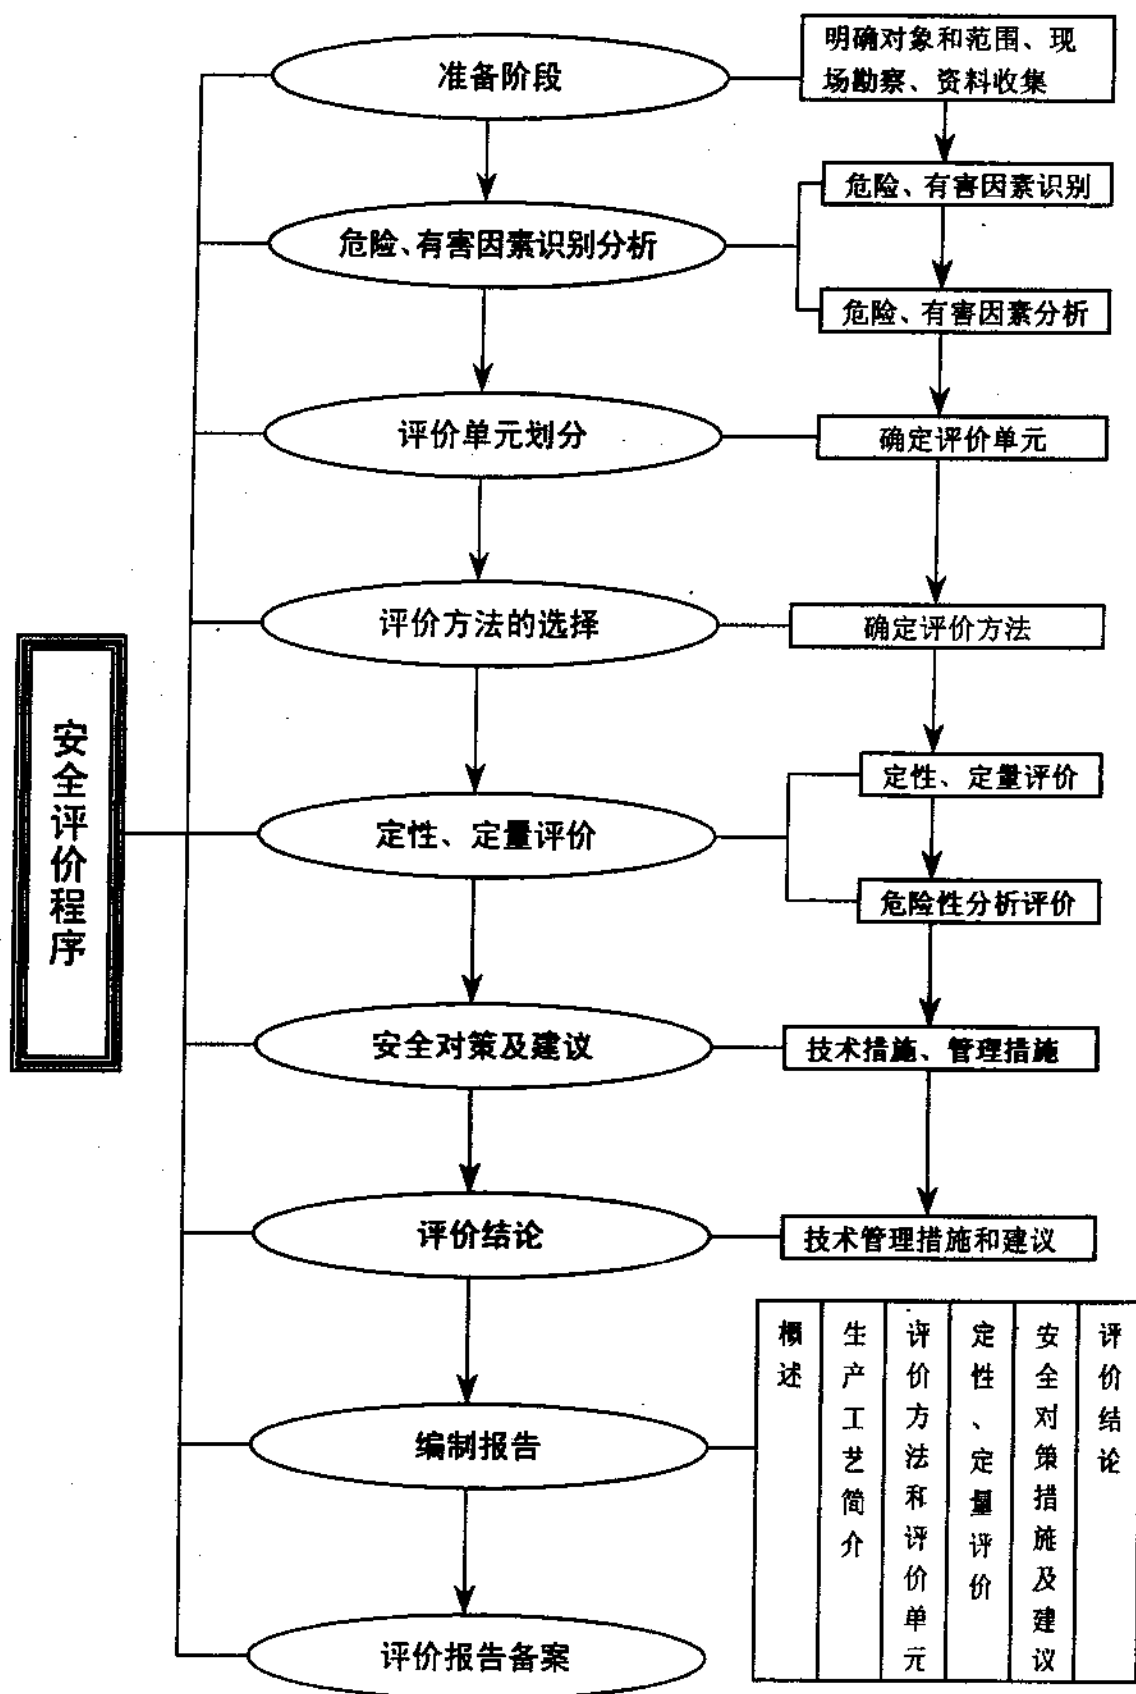 安全评价程序
准备阶段
明确对象和范围、现
场勘察、资料收集
危险、有害因素识别分析
危险、有害因素识别
危险、有害因素分析
评价单元划分
确定评价单元
评价方法的选择
确定评价方法
定性、定量评价
定性、定量评价
危险性分析评价
安全对策及建议
技术措施、管理措施
评价结论
技术管理措施和建议
编制报告
概述
生产工艺简介
评价方法和评价单元
定性、定量评价
安全对策措施及建议
评价结论
评价报告备案